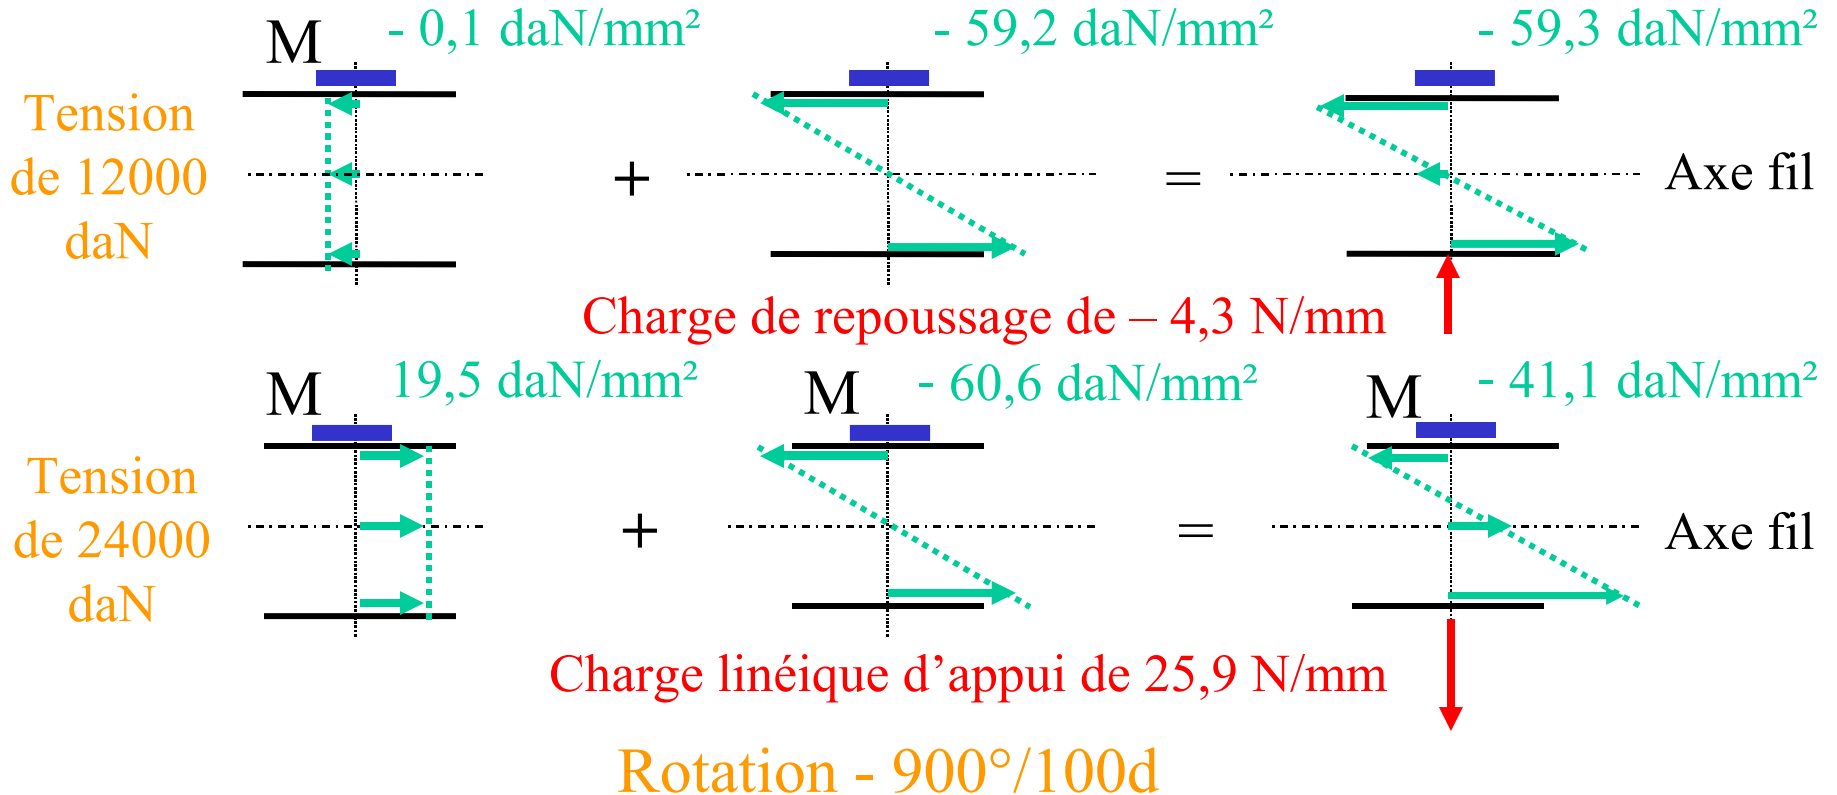 M - 0,1 daN/mm² - 59,2 daN/mm² - 59,3 daN/mm²
Tension
de 12000
daN
+ = Axe fil
Charge de repoussage de – 4,3 N/mm
M 19,5 daN/mm² M - 60,6 daN/mm² M - 41,1 daN/mm²
Tension
de 24000
daN
+ = Axe fil
Charge linéique d’appui de 25,9 N/mm
Rotation - 900°/100d